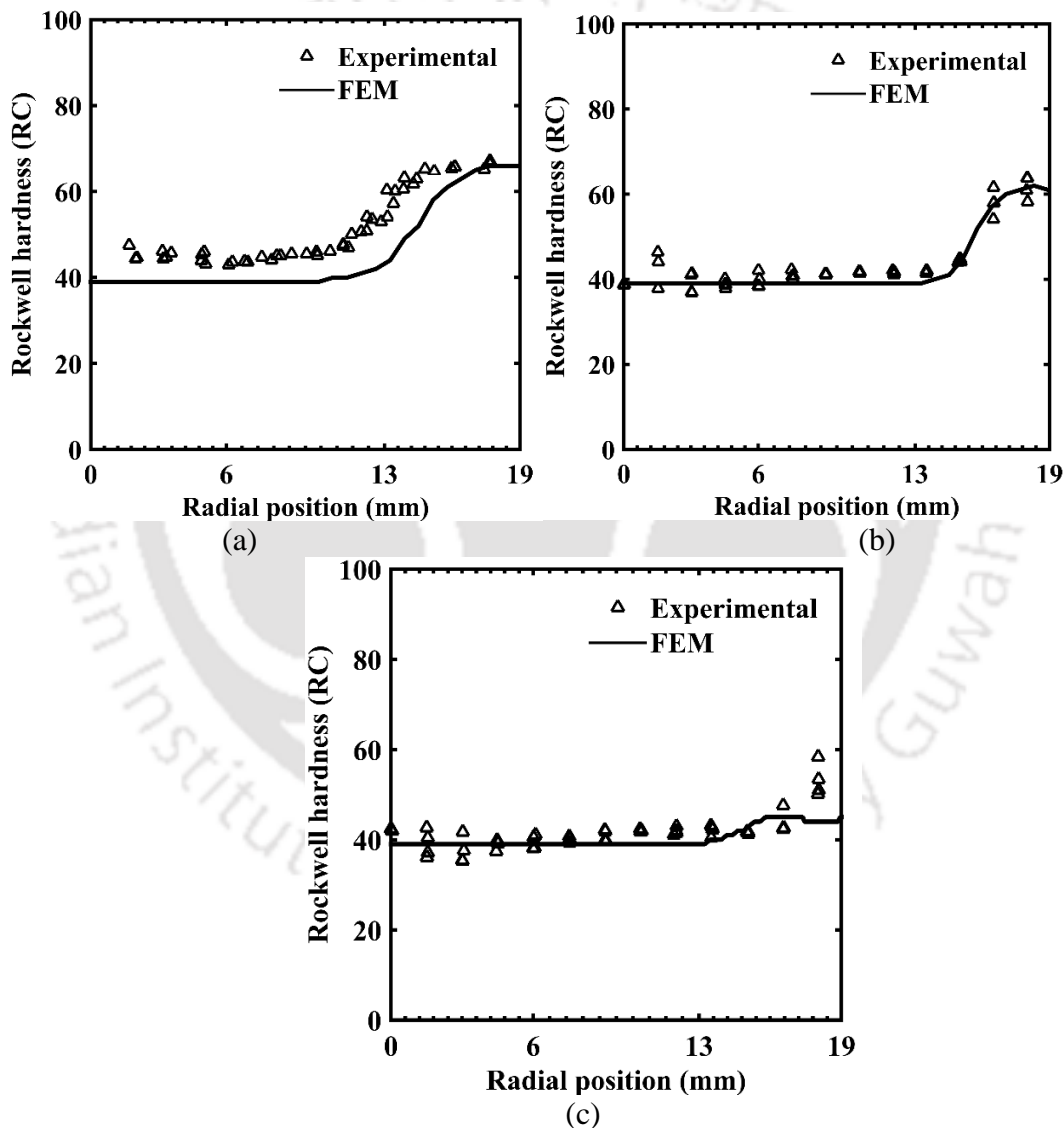 100
80
60
40
20
0
Rockwell hardness (RC)
Experimental
FEM
0 6 13 19
Radial position (mm)
(a)
100
80
60
40
20
0
Rockwell hardness (RC)
Experimental
FEM
0 6 13 19
Radial position (mm)
(b)
100
80
60
40
20
0
Rockwell hardness (RC)
Experimental
FEM
0 6 13 19
Radial position (mm)
(c)